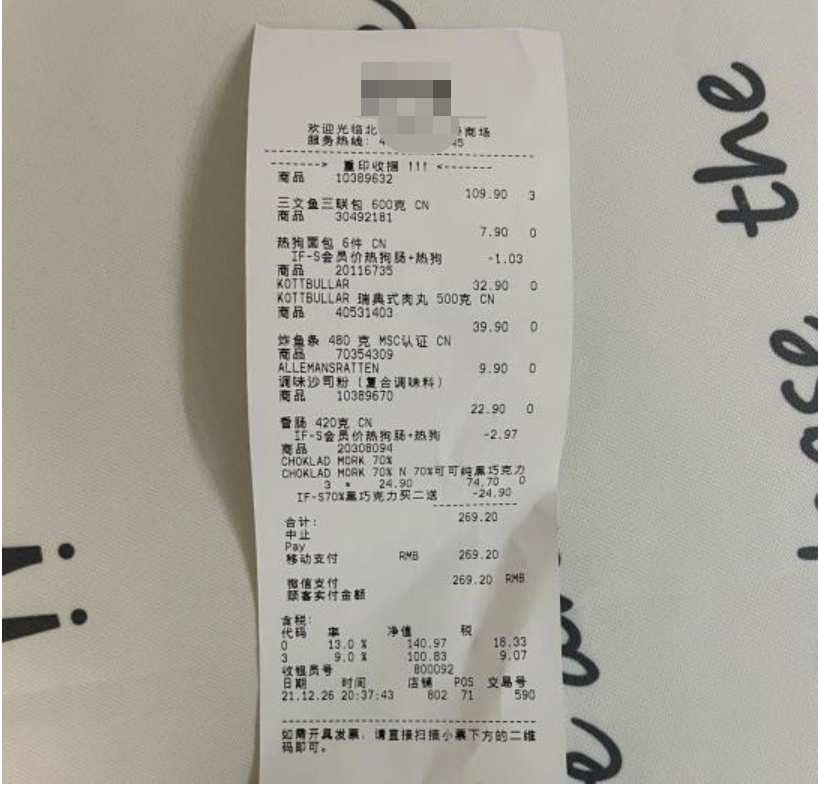 欢迎光临北 商场
服务热线: 4 45
-------> 重印收据 !!! <-------
商品 10389632
109.90 3
三文鱼三联包 600克 CN
商品 30492181
7.90 0
热狗面包 6件 CN
IF-S会员价热狗肠+热狗 -1.03
商品 20116735
KOTTBULLAR 32.90 0
KOTTBULLAR 瑞典式肉丸 500克 CN
商品 40531403
39.90 0
炸鱼条 480 克 MSC认证 CN
商品 70354309
ALLEMANSRATTEN 9.90 0
调味沙司粉 (复合调味料)
商品 10389670
22.90 0
香肠 420克 CN
IF-S会员价热狗肠+热狗 -2.97
商品 20308094
CHOKLAD MORK 70%
CHOKLAD MORK 70% N 70%可可纯黑巧克力
3 * 24.90 74.70 0
IF-S70%黑巧克力买二送 -24.90
合计: 269.20
中止
Pay
移动支付 RMB 269.20
微信支付 269.20 RMB
顾客实付金额
含税:
代码 率 净值 税
0 13.0 % 140.97 18.33
3 9.0 % 100.83 9.07
收银员号 800092
日期 时间 店铺 POS 交易号
21.12.26 20:37:43 802 71 590
如需开具发票, 请直接扫描小票下方的二维
码即可。
the